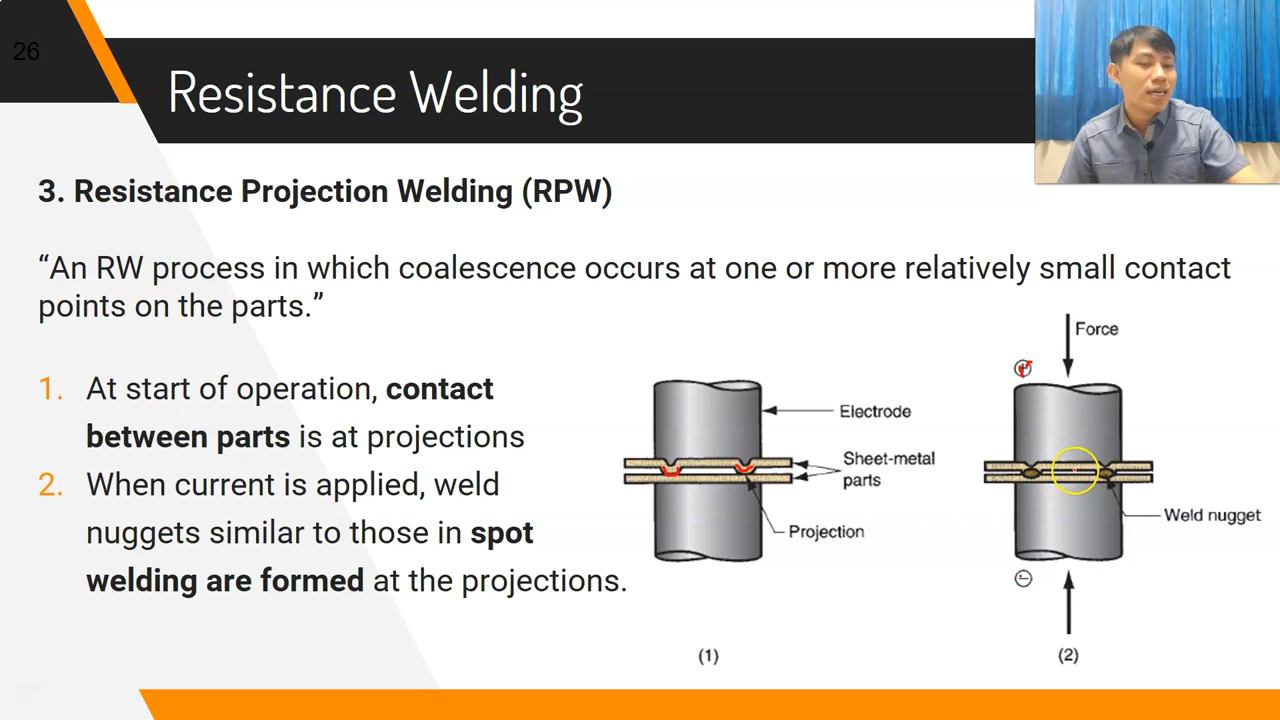 26
Resistance Welding
3. Resistance Projection Welding (RPW)
“An RW process in which coalescence occurs at one or more relatively small contact
points on the parts.”
1. At start of operation, contact
between parts is at projections
2. When current is applied, weld
nuggets similar to those in spot
welding are formed at the projections.
Electrode
Sheet-metal
parts
Projection
(1)
Force
+
Weld nugget
−
(2)